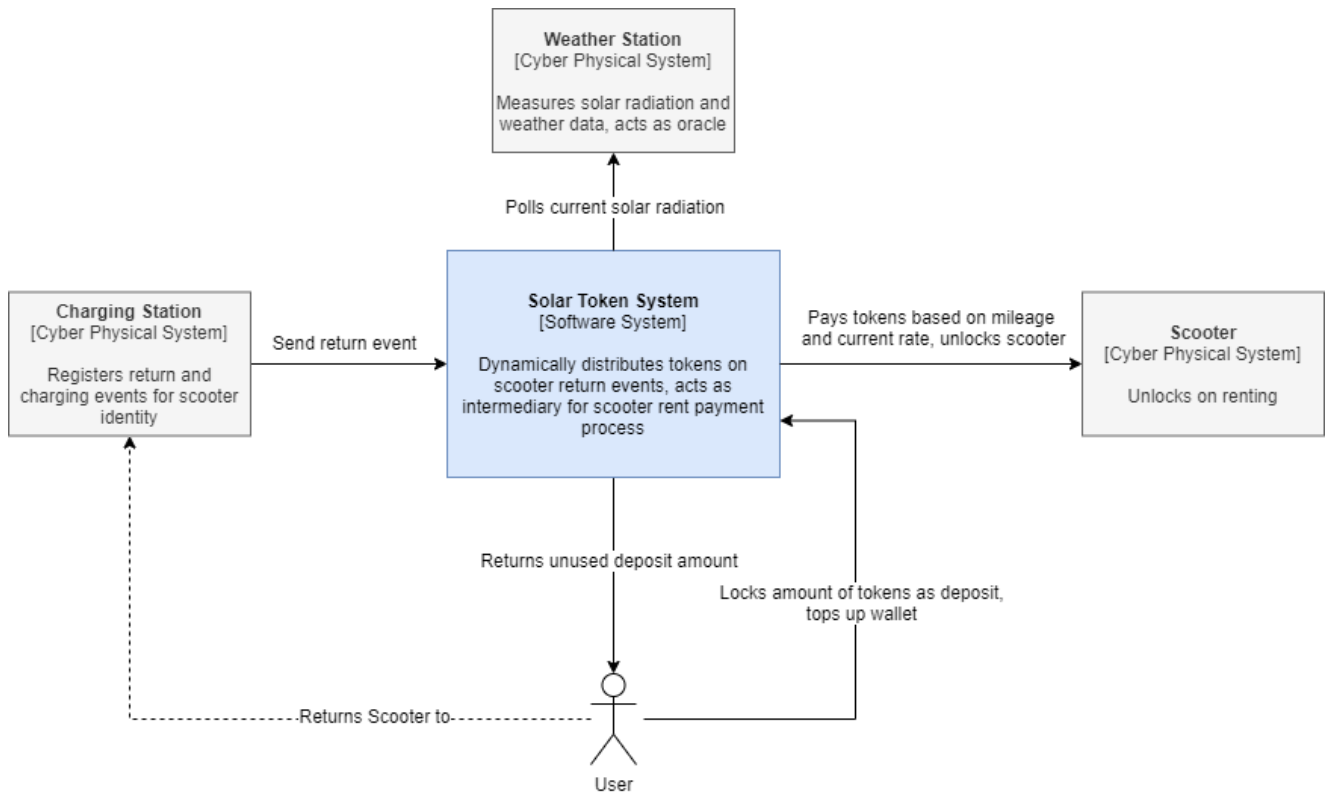 Weather Station
[Cyber Physical System]
Measures solar radiation and
weather data, acts as oracle
Polls current solar radiation
Charging Station
[Cyber Physical System]
Registers return and
charging events for scooter
identity
Send return event
Solar Token System
[Software System]
Dynamically distributes tokens on
scooter return events, acts as
intermediary for scooter rent payment
process
Pays tokens based on mileage
and current rate, unlocks scooter
Scooter
[Cyber Physical System]
Unlocks on renting
Returns unused deposit amount
Locks amount of tokens as deposit,
tops up wallet
Returns Scooter to
User